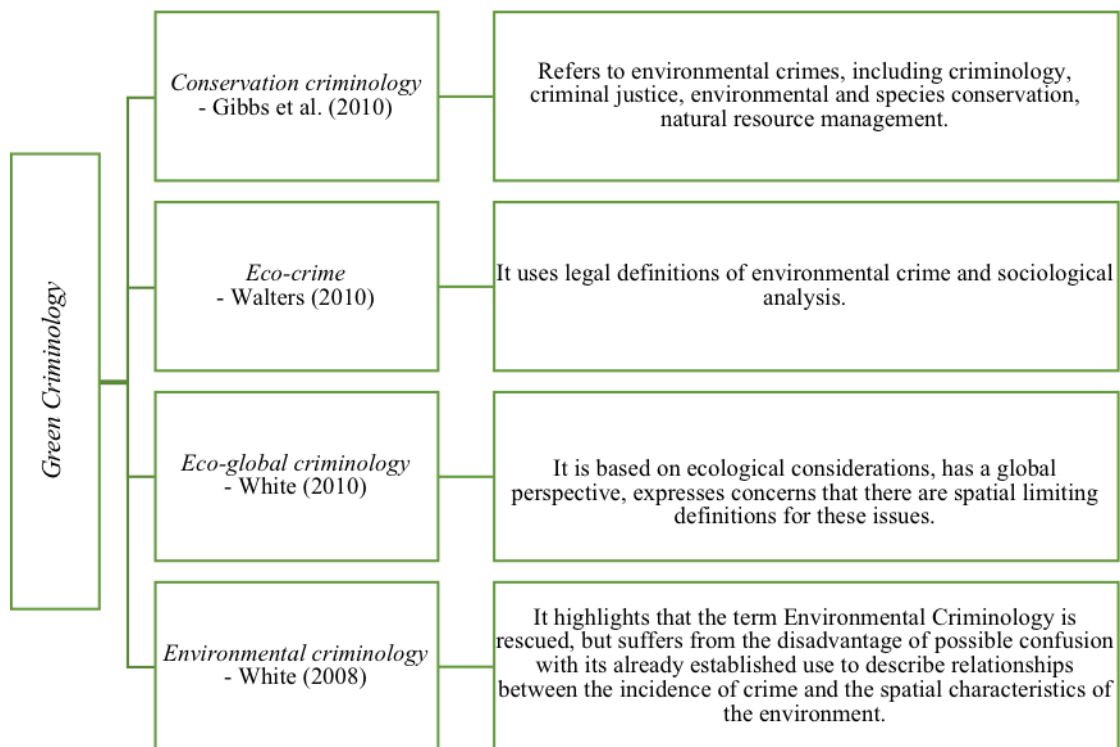 Green Criminology
Conservation criminology
- Gibbs et al. (2010)
Refers to environmental crimes, including criminology,
criminal justice, environmental and species conservation,
natural resource management.
Eco-crime
- Walters (2010)
It uses legal definitions of environmental crime and sociological
analysis.
Eco-global criminology
- White (2010)
It is based on ecological considerations, has a global
perspective, expresses concerns that there are spatial limiting
definitions for these issues.
Environmental criminology
- White (2008)
It highlights that the term Environmental Criminology is
rescued, but suffers from the disadvantage of possible confusion
with its already established use to describe relationships
between the incidence of crime and the spatial characteristics of
the environment.